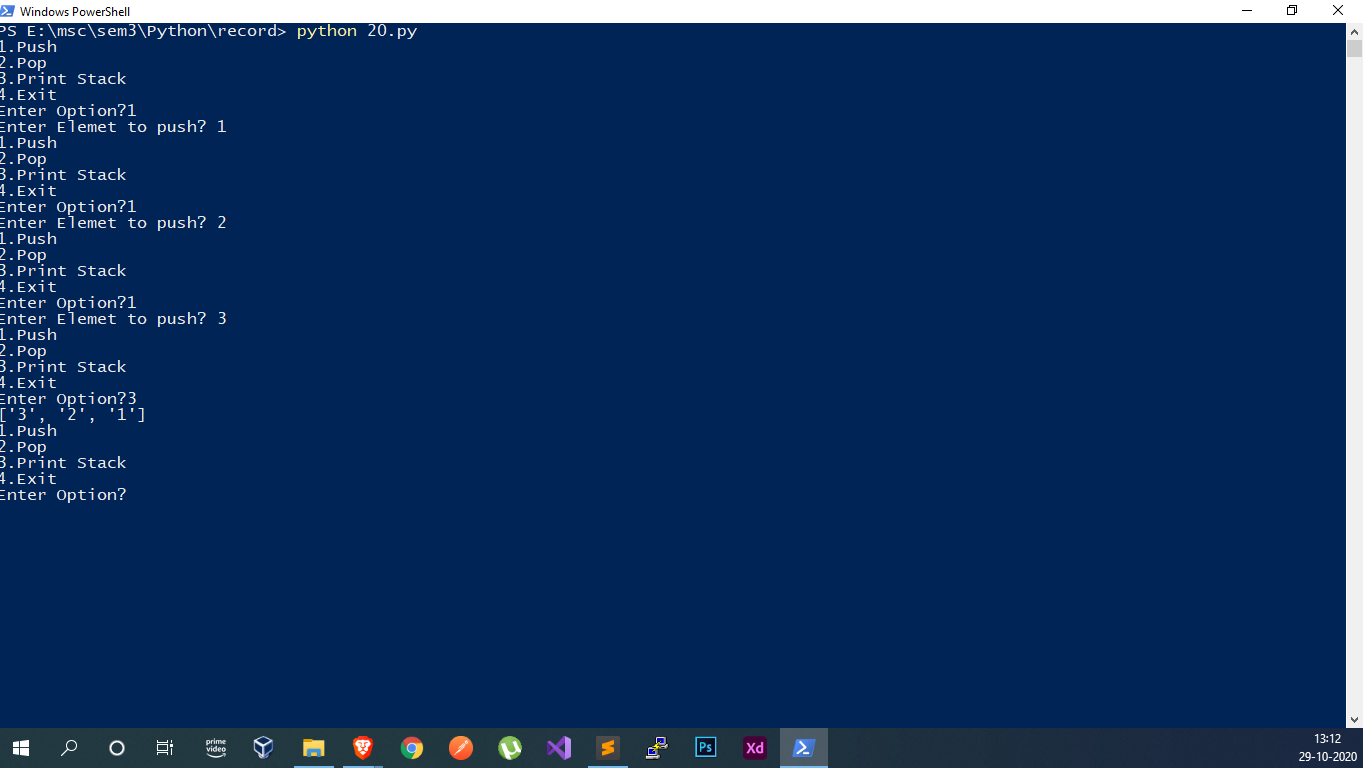 Windows PowerShell
PS E:\msc\sem3\Python\record> python 20.py
1.Push
2.Pop
3.Print Stack
4.Exit
Enter Option?1
Enter Elemet to push? 1
1.Push
2.Pop
3.Print Stack
4.Exit
Enter Option?1
Enter Elemet to push? 2
1.Push
2.Pop
3.Print Stack
4.Exit
Enter Option?1
Enter Elemet to push? 3
1.Push
2.Pop
3.Print Stack
4.Exit
Enter Option?3
['3', '2', '1']
1.Push
2.Pop
3.Print Stack
4.Exit
Enter Option?
prime
video
Ps
Xd
13:12
29-10-2020